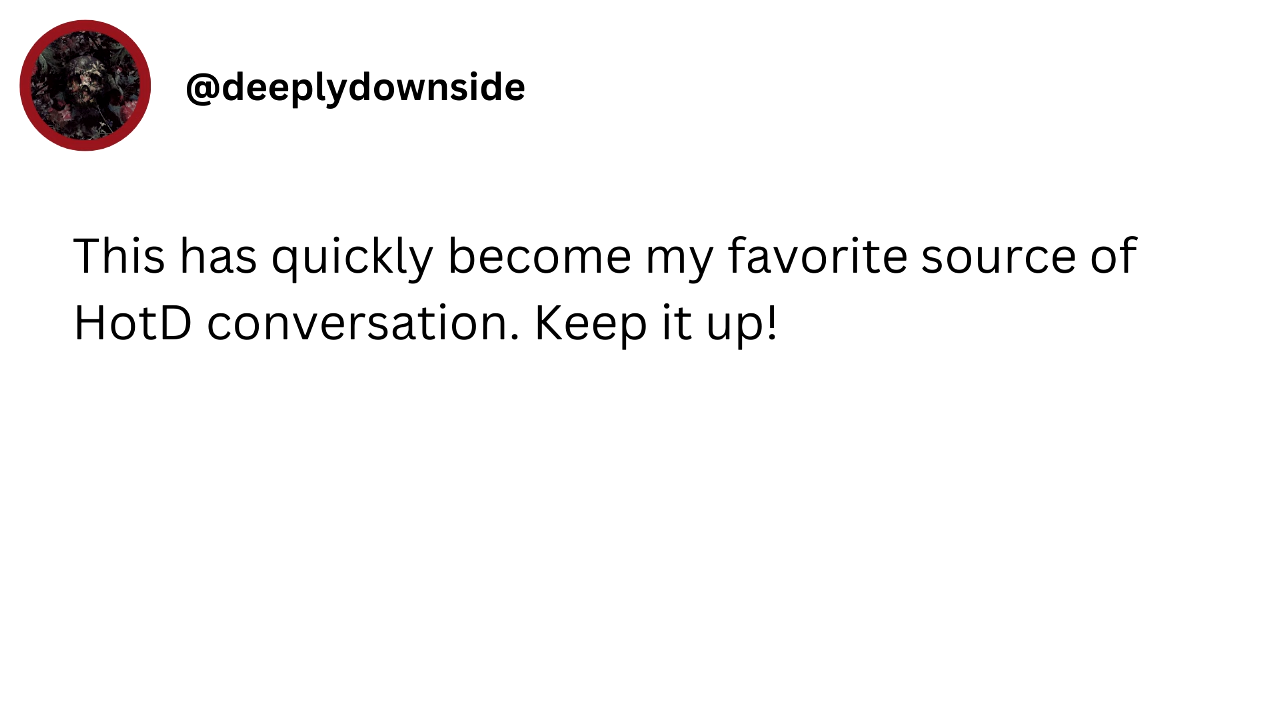 @deeplydownside
This has quickly become my favorite source of
HotD conversation. Keep it up!